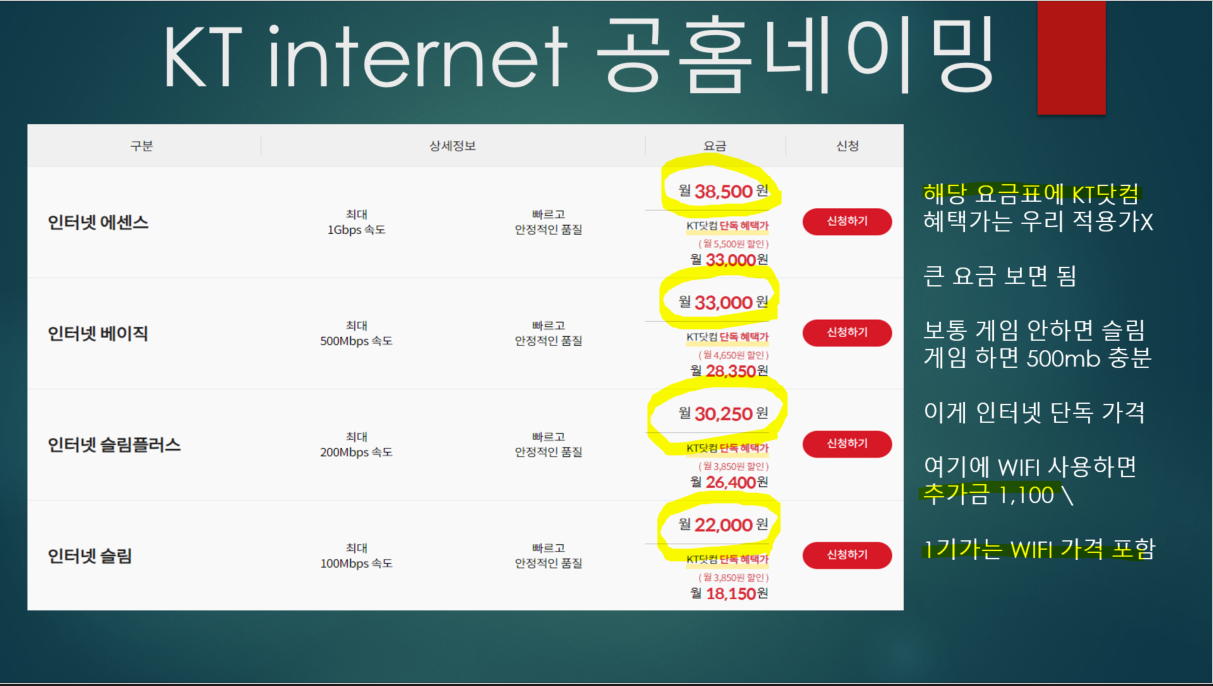 KT internet 공홈네이밍
구분 상세정보 요금 신청
인터넷 에센스
최대
1Gbps 속도
빠르고
안정적인 품질
월 38,500 원
KT닷컴 단독 혜택가
(월 5,500원 할인)
월 33,000원
신청하기
인터넷 베이직
최대
500Mbps 속도
빠르고
안정적인 품질
월 33,000 원
KT닷컴 단독 혜택가
(월 4,650원 할인)
월 28,350원
신청하기
인터넷 슬림플러스
최대
200Mbps 속도
빠르고
안정적인 품질
월 30,250 원
KT닷컴 단독 혜택가
(월 3,850원 할인)
월 26,400원
신청하기
인터넷 슬림
최대
100Mbps 속도
빠르고
안정적인 품질
월 22,000 원
KT닷컴 단독 혜택가
(월 3,850원 할인)
월 18,150원
신청하기
해당 요금표에 KT닷컴
혜택가는 우리 적용가X
큰 요금 보면 됨
보통 게임 안하면 슬림
게임 하면 500mb 충분
이게 인터넷 단독 가격
여기에 WIFI 사용하면
추가금 1,100 \
1기가는 WIFI 가격 포함